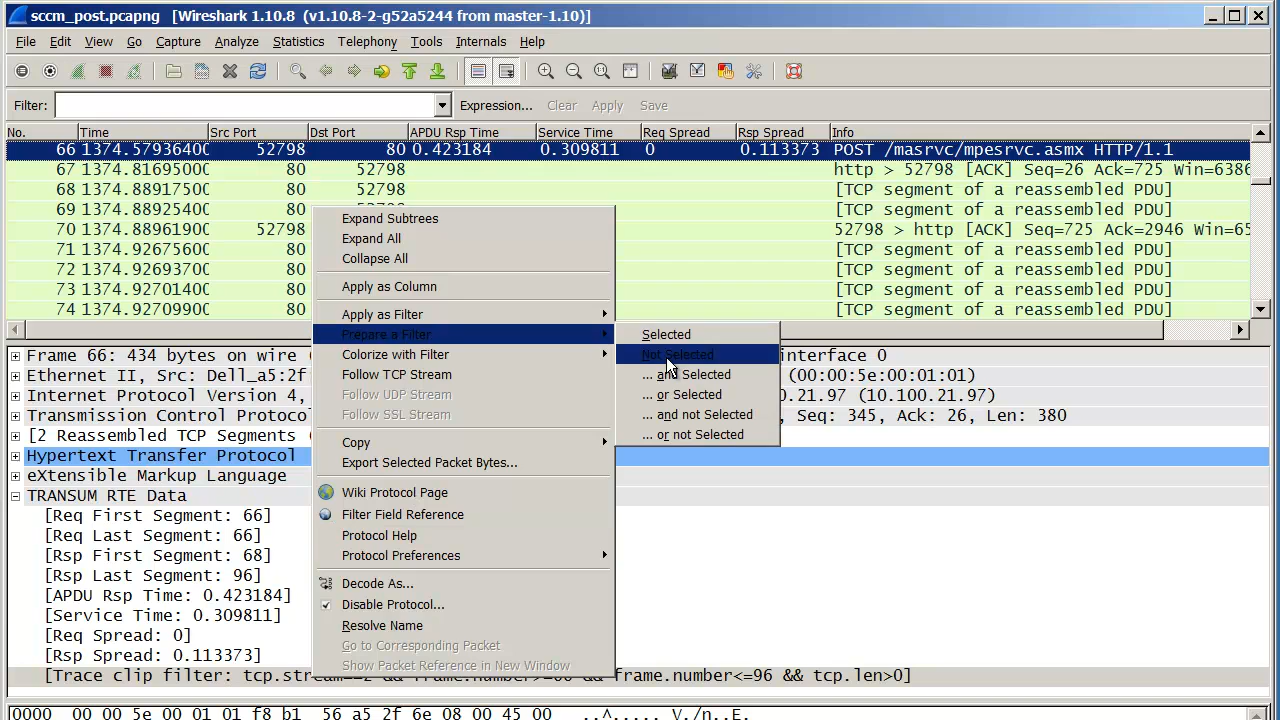 sccm_post.pcapng   [Wireshark 1.10.8  (v1.10.8-2-g52a5244 from master-1.10)]
File Edit View Go Capture Analyze Statistics Telephony Tools Internals Help
Filter: Expression... Clear Apply Save
No. Time Src Port Dst Port APDU Rsp Time Service Time Req Spread Rsp Spread Info
66 1374.57936400 52798 80 0.423184 0.309811 0 0.113373 POST /masrvc/mpesrvc.asmx HTTP/1.1
67 1374.81695000 80 52798 http > 52798 [ACK] Seq=26 Ack=725 Win=6386
68 1374.88917500 80 52798 [TCP segment of a reassembled PDU]
69 1374.88925400 80 [TCP segment of a reassembled PDU]
70 1374.88961900 52798 52798 > http [ACK] Seq=725 Ack=2946 Win=65
71 1374.92669100 80 [TCP segment of a reassembled PDU]
72 1374.92693700 80 [TCP segment of a reassembled PDU]
73 1374.92701400 80 [TCP segment of a reassembled PDU]
74 1374.92709900 80 [TCP segment of a reassembled PDU]
Expand Subtrees
Expand All
Collapse All
Apply as Column
Apply as Filter
Prepare a Filter
Colorize with Filter
Follow TCP Stream
Follow UDP Stream
Follow SSL Stream
Copy
Export Selected Packet Bytes...
Wiki Protocol Page
Filter Field Reference
Protocol Help
Protocol Preferences
Decode As...
Disable Protocol...
Resolve Name
Go to Corresponding Packet
Show Packet Reference in New Window
Selected
Not Selected
... and Selected
... or Selected
... and not Selected
... or not Selected
Frame 66: 434 bytes on wire interface 0
Ethernet II, Src: Dell_a5:2f (00:00:5e:00:01:01)
Internet Protocol Version 4, (10.100.21.97)
Transmission Control Protoco Seq: 345, Ack: 26, Len: 380
[2 Reassembled TCP Segments
Hypertext Transfer Protocol
eXtensible Markup Language
TRANSUM RTE Data
[Req First Segment: 66]
[Req Last Segment: 66]
[Rsp First Segment: 68]
[Rsp Last Segment: 96]
[APDU Rsp Time: 0.423184]
[Service Time: 0.309811]
[Req Spread: 0]
[Rsp Spread: 0.113373]
[Trace clip filter: tcp.stream==2 && frame.number>=66 && frame.number<=96 && tcp.len>0]
0000 00 00 5e 00 01 01 f8 b1 56 a5 2f 6e 08 00 45 00 ..^..... V./n..E.